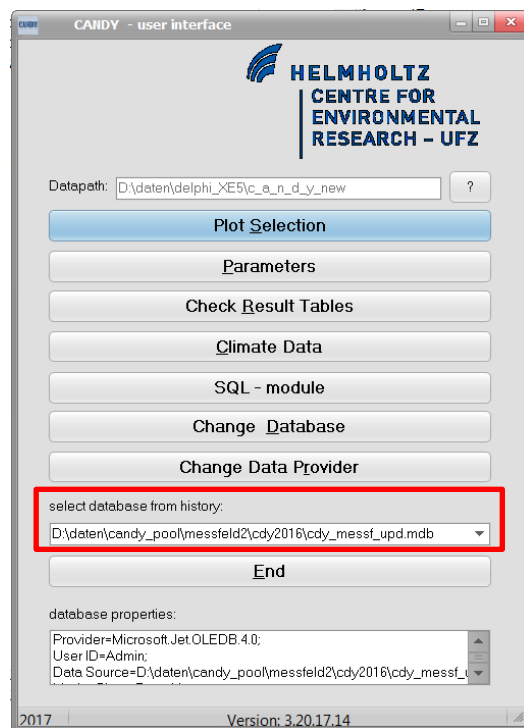 CANDY
CANDY - user interface
HELMHOLTZ
CENTRE FOR
ENVIRONMENTAL
RESEARCH – UFZ
Datapath: D:\daten\delphi_XE5\c_a_n_d_y_new ?
Plot Selection
Parameters
Check Result Tables
Climate Data
SQL - module
Change Database
Change Data Provider
select database from history:
D:\daten\candy_pool\messfeld2\cdy2016\cdy_messf_upd.mdb
End
database properties:
Provider=Microsoft.Jet.OLEDB.4.0;
User ID=Admin;
Data Source=D:\daten\candy_pool\messfeld2\cdy2016\cdy_messf_u
2017 Version: 3.20.17.14